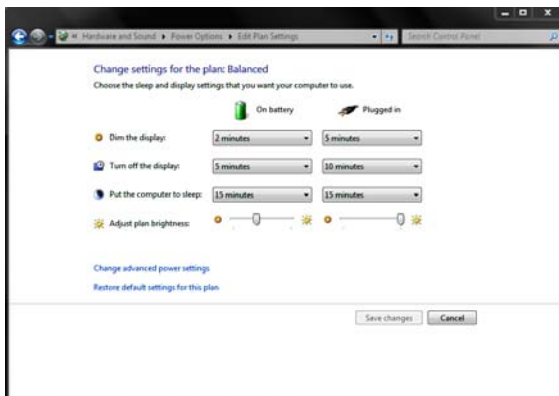 « Hardware and Sound ▸ Power Options ▸ Edit Plan Settings
Search Control Panel
Change settings for the plan: Balanced
Choose the sleep and display settings that you want your computer to use.
On battery Plugged in
Dim the display: 2 minutes 5 minutes
Turn off the display: 5 minutes 10 minutes
Put the computer to sleep: 15 minutes 15 minutes
Adjust plan brightness:
Change advanced power settings
Restore default settings for this plan
Save changes Cancel